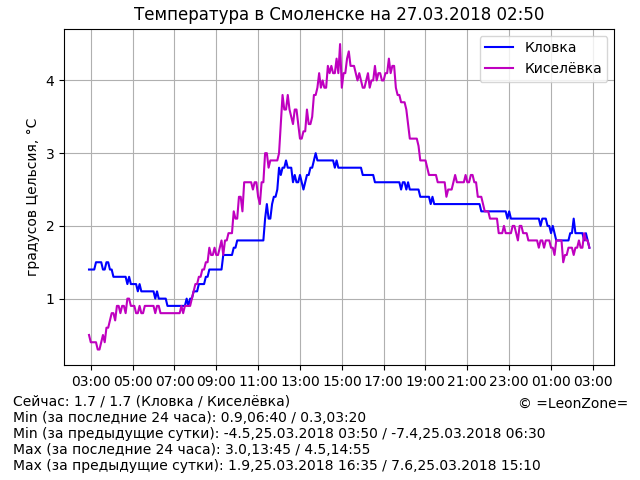 Температура в Смоленске на 27.03.2018 02:50
Кловка
Киселёвка
градусов Цельсия, °C
4
3
2
1
03:00 05:00 07:00 09:00 11:00 13:00 15:00 17:00 19:00 21:00 23:00 01:00 03:00
Сейчас: 1.7 / 1.7 (Кловка / Киселёвка)
© =LeonZone=
Min (за последние 24 часа): 0.9,06:40 / 0.3,03:20
Min (за предыдущие сутки): -4.5,25.03.2018 03:50 / -7.4,25.03.2018 06:30
Max (за последние 24 часа): 3.0,13:45 / 4.5,14:55
Max (за предыдущие сутки): 1.9,25.03.2018 16:35 / 7.6,25.03.2018 15:10